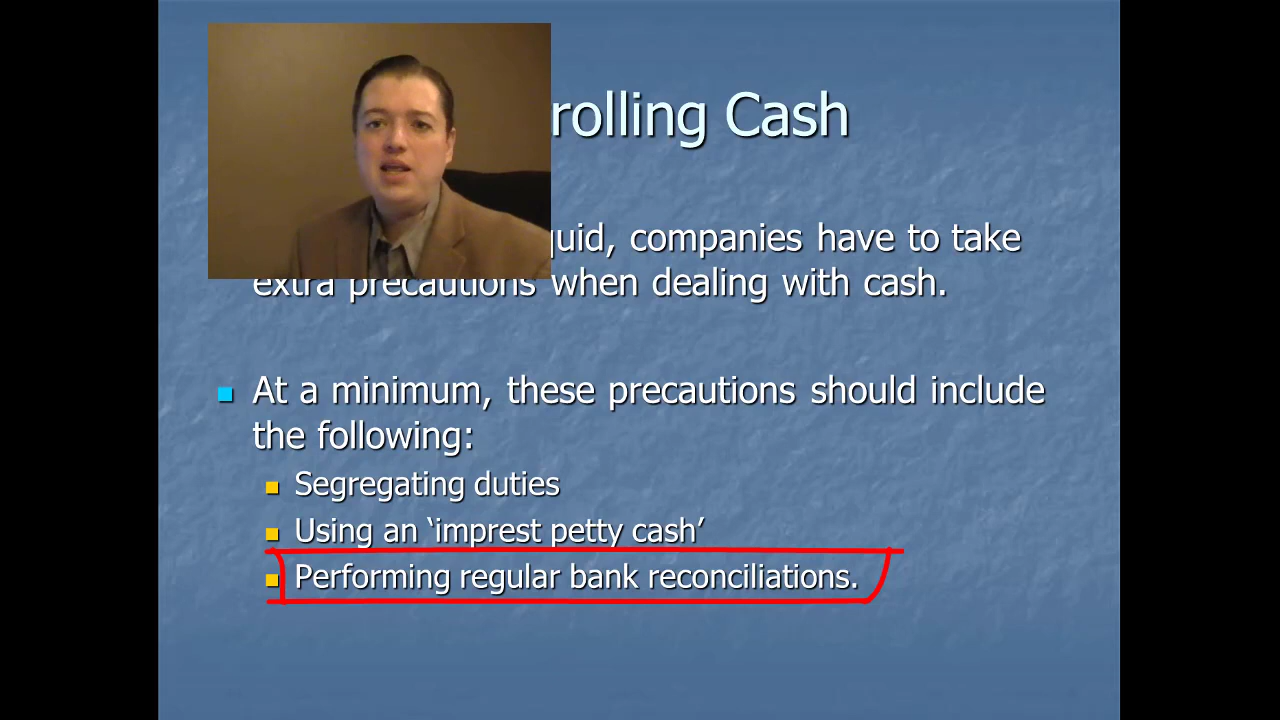 rolling Cash
quid, companies have to take
extra precautions when dealing with cash.
At a minimum, these precautions should include
the following:
Segregating duties
Using an ‘imprest petty cash’
Performing regular bank reconciliations.